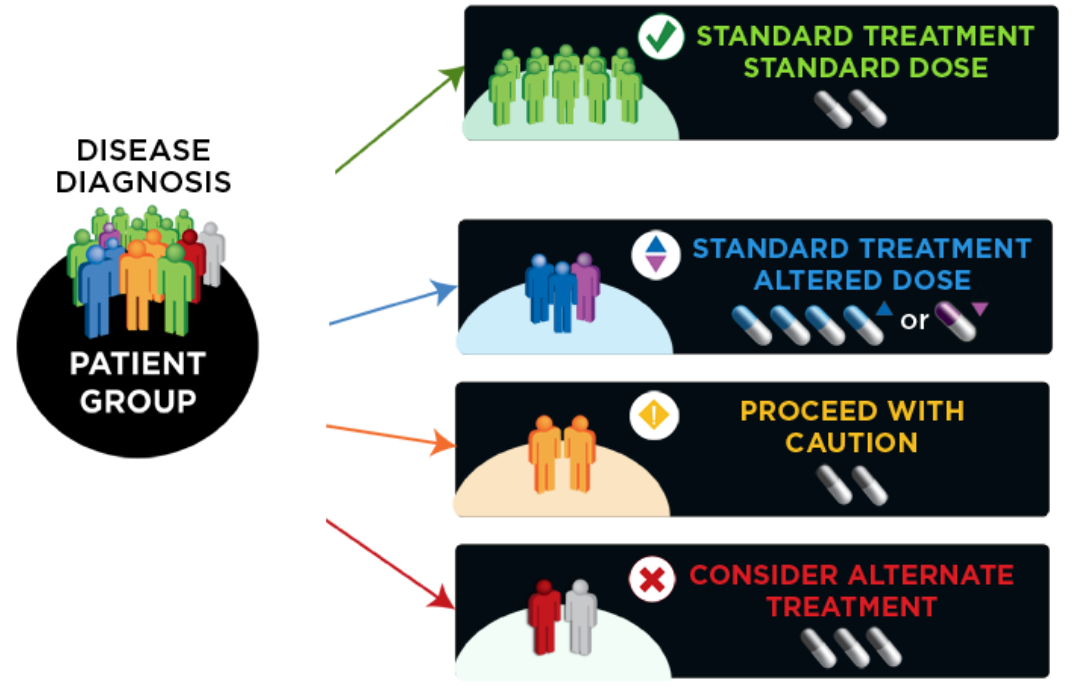 DISEASE
DIAGNOSIS
PATIENT
GROUP
STANDARD TREATMENT
STANDARD DOSE
STANDARD TREATMENT
ALTERED DOSE
or
PROCEED WITH
CAUTION
CONSIDER ALTERNATE
TREATMENT